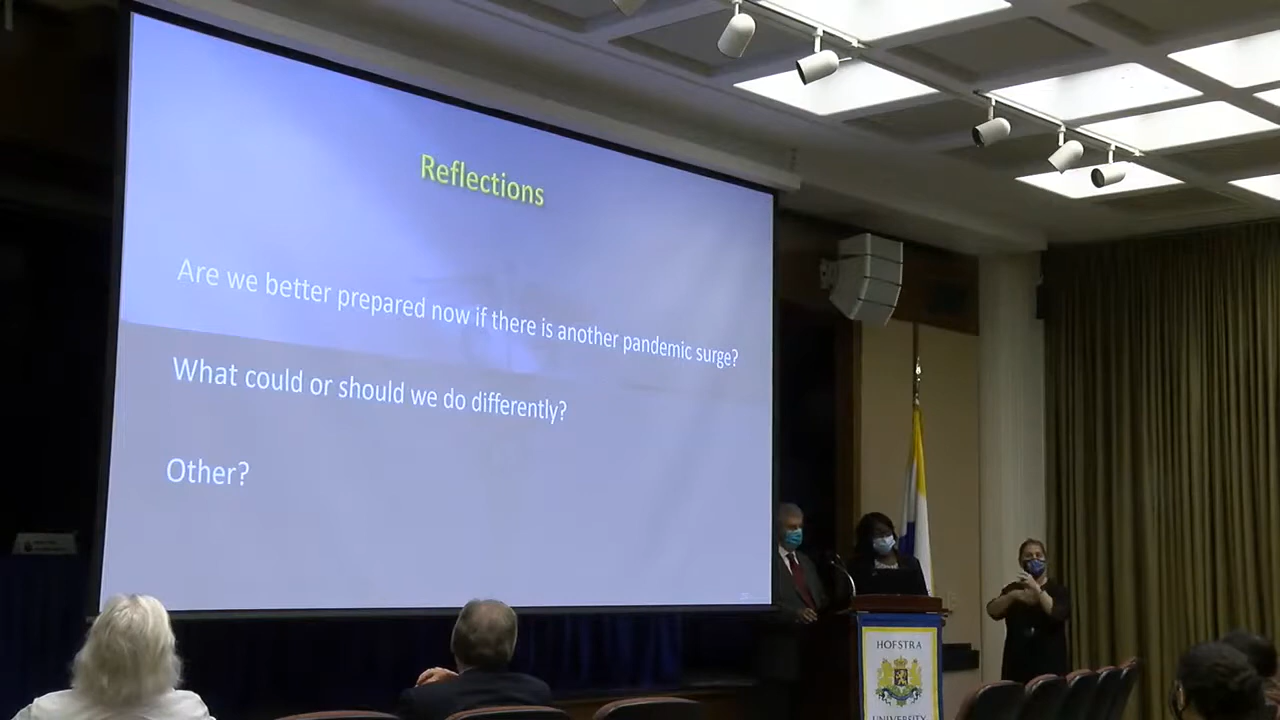 Reflections
Are we better prepared now if there is another pandemic surge?
What could or should we do differently?
Other?
HOFSTRA
UNIVERSITY